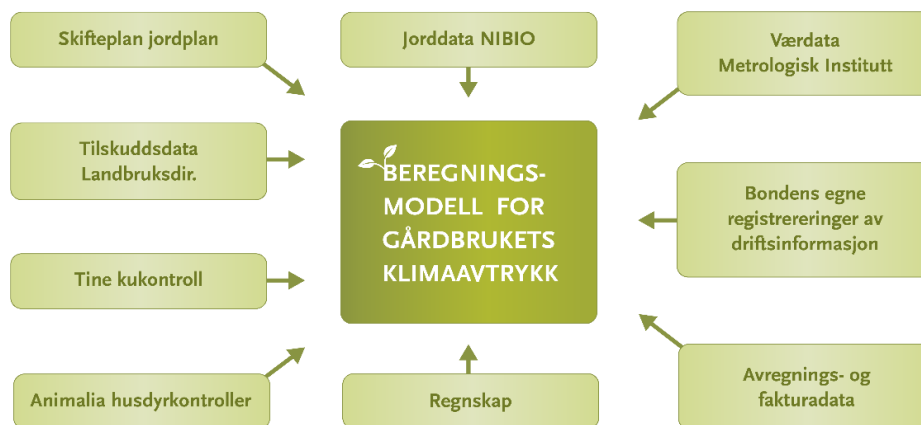 Skifteplan jordplan
Jorddata NIBIO
Værdata
Metrologisk Institutt
Tilskuddsdata
Landbruksdir.
BEREGNINGS-
MODELL FOR
GÅRDBRUKETS
KLIMAAVTRYKK
Bondens egne
registrereringer av
driftsinformasjon
Tine kukontroll
Animalia husdyrkontroller
Regnskap
Avregnings- og
fakturadata